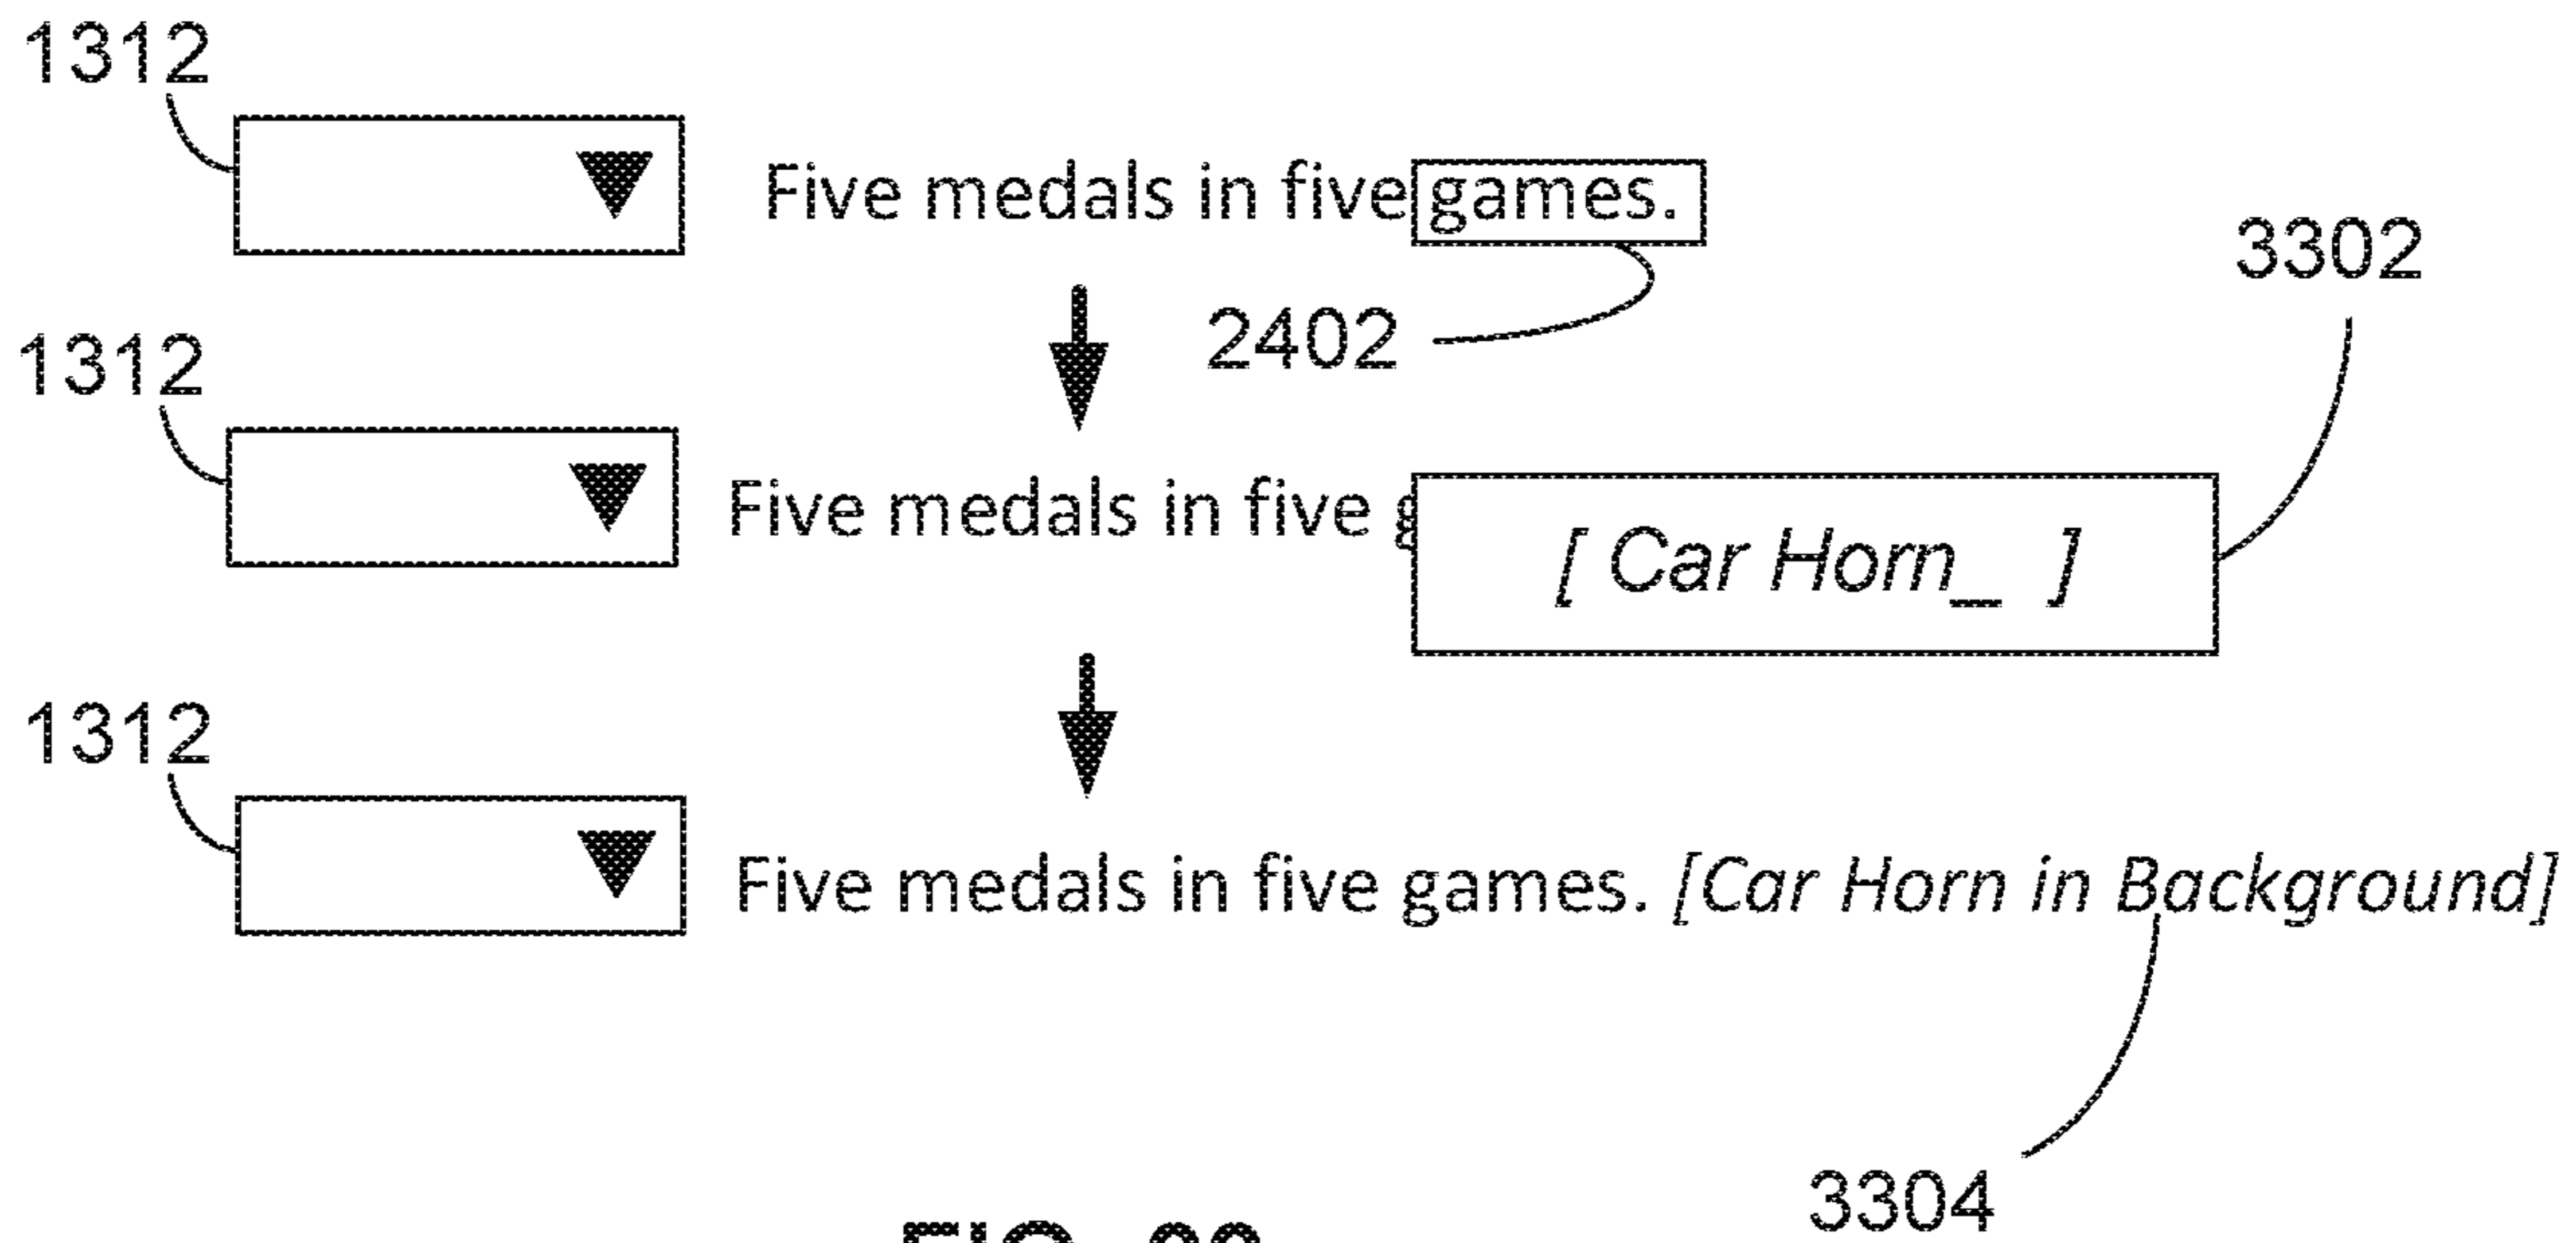 1312
Five medals in five games.
3302
2402
1312
Five medals in five g
[ Car Horn_ ]
1312
Five medals in five games. [Car Horn in Background]
3304